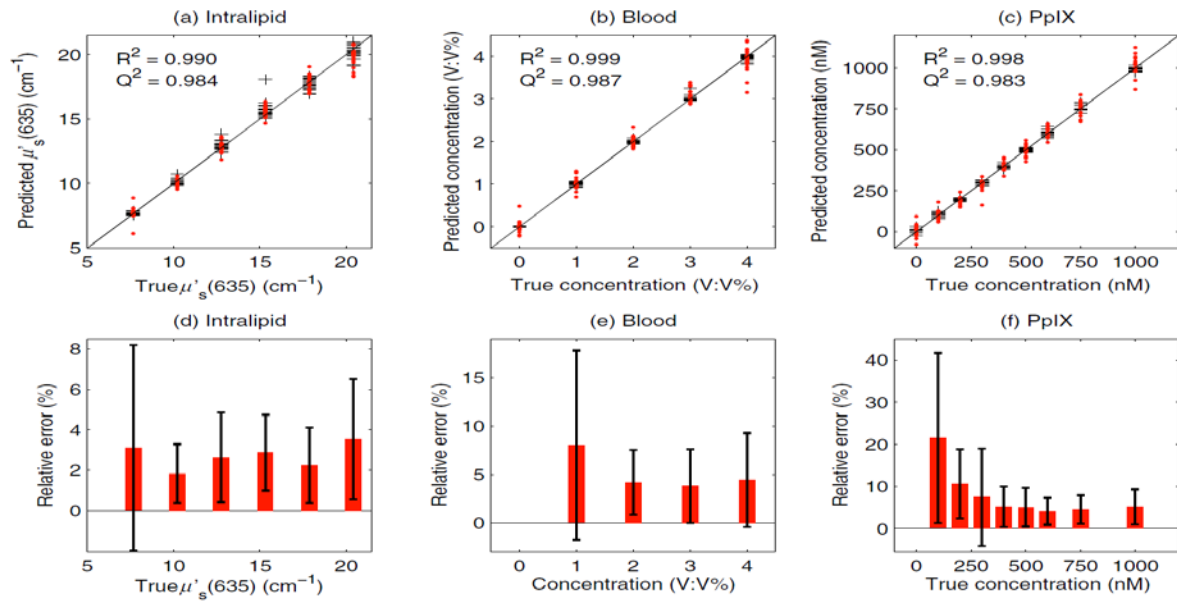 (a) Intralipid
R² = 0.990
Q² = 0.984
Predicted μ's(635) (cm⁻¹)
20
15
10
5
5 10 15 20
True μ's(635) (cm⁻¹)
(b) Blood
R² = 0.999
Q² = 0.987
Predicted concentration (V:V%)
4
3
2
1
0
0 1 2 3 4
True concentration (V:V%)
(c) PpIX
R² = 0.998
Q² = 0.983
Predicted concentration (nM)
1000
750
500
250
0
0 250 500 750 1000
True concentration (nM)
(d) Intralipid
Relative error (%)
8
6
4
2
0
5 10 15 20
True μ's(635) (cm⁻¹)
(e) Blood
Relative error (%)
15
10
5
0
0 1 2 3 4
Concentration (V:V%)
(f) PpIX
Relative error (%)
40
30
20
10
0
0 250 500 750 1000
True concentration (nM)